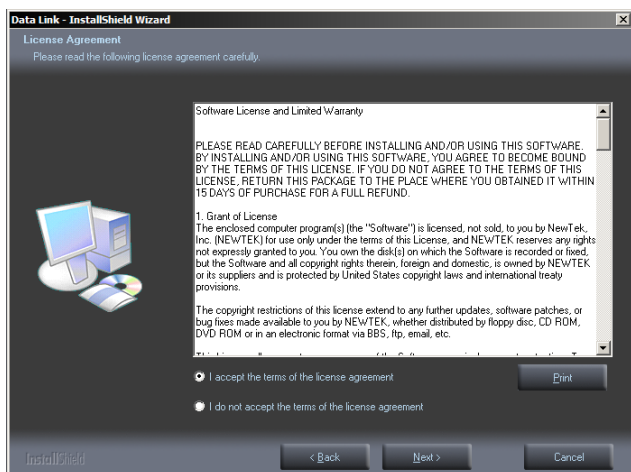 Data Link - InstallShield Wizard
License Agreement
Please read the following license agreement carefully.
Software License and Limited Warranty
PLEASE READ CAREFULLY BEFORE INSTALLING AND/OR USING THIS SOFTWARE.
BY INSTALLING AND/OR USING THIS SOFTWARE, YOU AGREE TO BECOME BOUND
BY THE TERMS OF THIS LICENSE. IF YOU DO NOT AGREE TO THE TERMS OF THIS
LICENSE, RETURN THIS PACKAGE TO THE PLACE WHERE YOU OBTAINED IT WITHIN
15 DAYS OF PURCHASE FOR A FULL REFUND.
1. Grant of License
The enclosed computer program(s) (the "Software") is licensed, not sold, to you by NewTek,
Inc. (NEWTEK) for use only under the terms of this License, and NEWTEK reserves any rights
not expressly granted to you. You own the disk(s) on which the Software is recorded or fixed,
but the Software and all copyright rights therein, foreign and domestic, is owned by NEWTEK
or its suppliers and is protected by United States copyright laws and international treaty
provisions.
The copyright restrictions of this license extend to any further updates, software patches, or
bug fixes made available to you by NEWTEK, whether distributed by floppy disc, CD ROM,
DVD ROM or in an electronic format via BBS, ftp, email, etc.
I accept the terms of the license agreement
Print
I do not accept the terms of the license agreement
InstallShield
< Back
Next >
Cancel